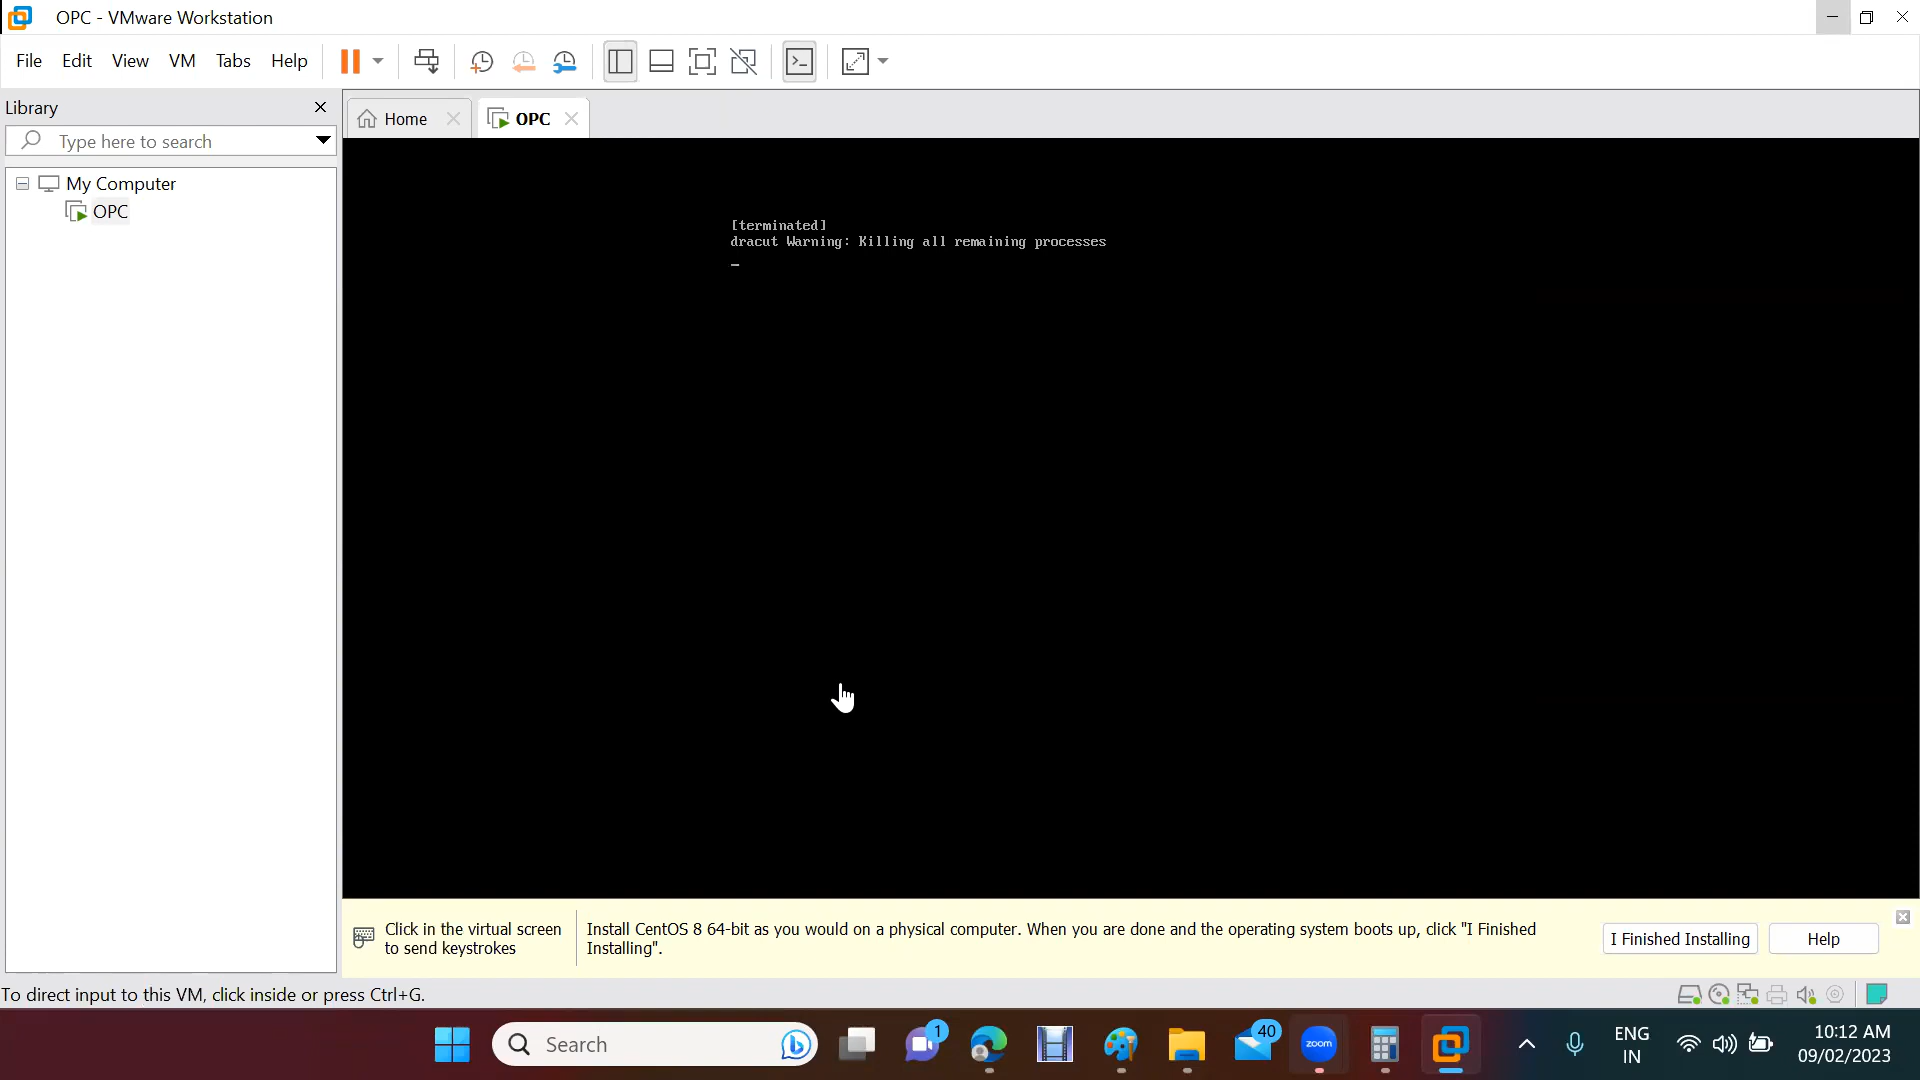 OPC - VMware Workstation
File Edit View VM Tabs Help
Library
Type here to search
My Computer
OPC
Home
OPC
[terminated]
dracut Warning: Killing all remaining processes
Click in the virtual screen
to send keystrokes
Install CentOS 8 64-bit as you would on a physical computer. When you are done and the operating system boots up, click "I Finished
Installing".
I Finished Installing
Help
To direct input to this VM, click inside or press Ctrl+G.
Search
1
40
zoom
ENG
IN
10:12 AM
09/02/2023